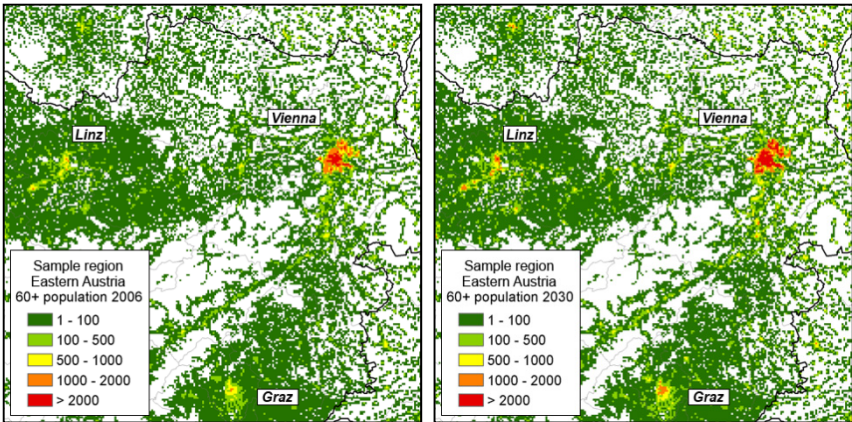 Vienna
Linz
Sample region
Eastern Austria
60+ population 2006
1 - 100
100 - 500
500 - 1000
1000 - 2000
> 2000
Graz
Vienna
Linz
Sample region
Eastern Austria
60+ population 2030
1 - 100
100 - 500
500 - 1000
1000 - 2000
> 2000
Graz